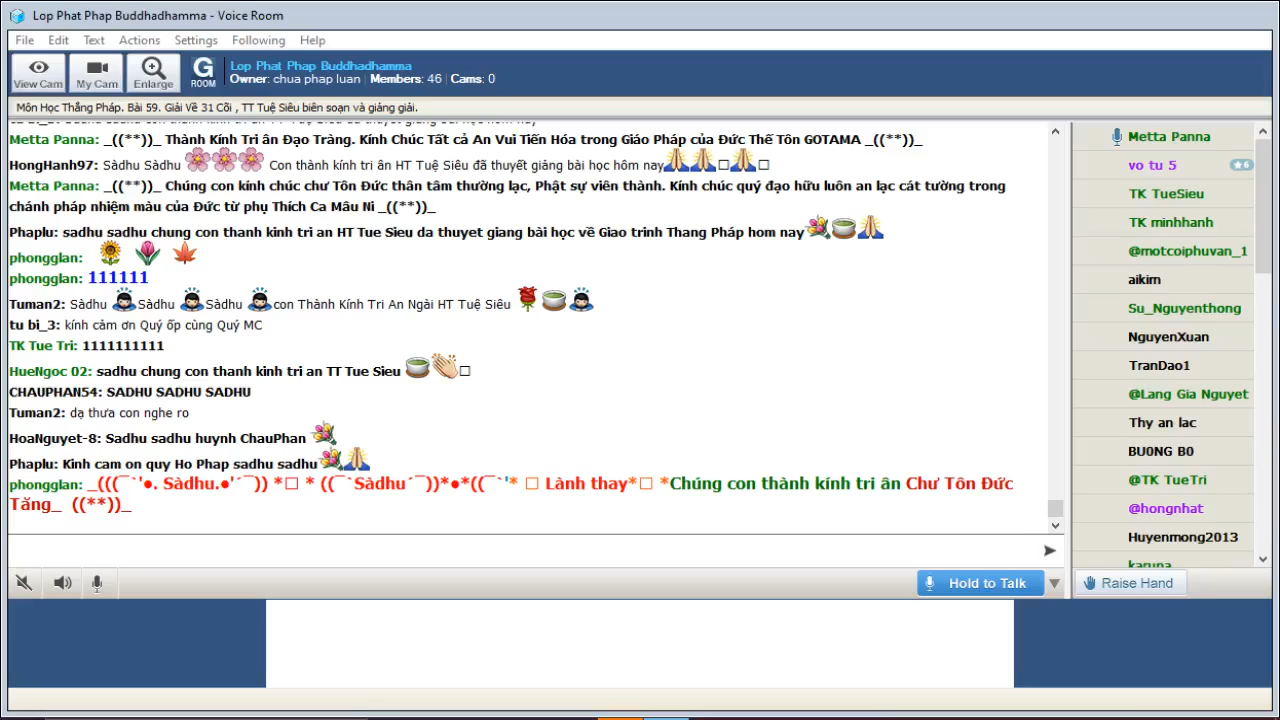 Lop Phat Phap Buddhadhamma - Voice Room
File Edit Text Actions Settings Following Help
View Cam My Cam Enlarge G ROOM
Lop Phat Phap Buddhadhamma
Owner: chua phap luan | Members: 46 | Cams: 0
Môn Học Thắng Pháp. Bài 59. Giải Về 31 Cõi , TT Tuệ Siêu biên soạn và giảng giải.
Metta Panna: _((**))_ Thành Kính Tri ân Đạo Tràng. Kính Chúc Tất cả An Vui Tiến Hóa trong Giáo Pháp của Đức Thế Tôn GOTAMA _((**))_
HongHanh97: Sàdhu Sàdhu Con thành kính tri ân HT Tuệ Siêu đã thuyết giảng bài học hôm nay
Metta Panna: _((**))_ Chúng con kính chúc chư Tôn Đức thân tâm thường lạc, Phật sự viên thành. Kính chúc quý đạo hữu luôn an lạc cát tường trong
chánh pháp nhiệm màu của Đức từ phụ Thích Ca Mâu Ni _((**))_
Phaplu: sadhu sadhu chung con thanh kinh tri an HT Tue Sieu da thuyet giang bài học về Giao trinh Thang Pháp hom nay
phongglan:
phongglan: 111111
Tuman2: Sàdhu Sàdhu Sàdhu con Thành Kính Tri An Ngài HT Tuệ Siêu
tu bi_3: kính cảm ơn Quý ốp cùng Quý MC
TK Tue Tri: 1111111111
HueNgoc 02: sadhu chung con thanh kinh tri an TT Tue Sieu
CHAUPHAN54: SADHU SADHU SADHU
Tuman2: dạ thưa con nghe ro
HoaNguyet-8: Sadhu sadhu huynh ChauPhan
Phaplu: Kinh cam on quy Ho Phap sadhu sadhu
phongglan: _(((¯`'●. Sàdhu.●'´¯)) *□ * ((¯`Sàdhu´¯))*●*((¯`'* □ Lành thay*□ *Chúng con thành kính tri ân Chư Tôn Đức
Tăng_ ((**))_
Metta Panna
vo tu 5
6
TK TueSieu
TK minhhanh
@motcoiphuvan_1
aikim
Su_Nguyenthong
NguyenXuan
TranDao1
@Lang Gia Nguyet
Thy an lac
BU0NG B0
@TK TueTri
@hongnhat
Huyenmong2013
karuna
Hold to Talk
Raise Hand